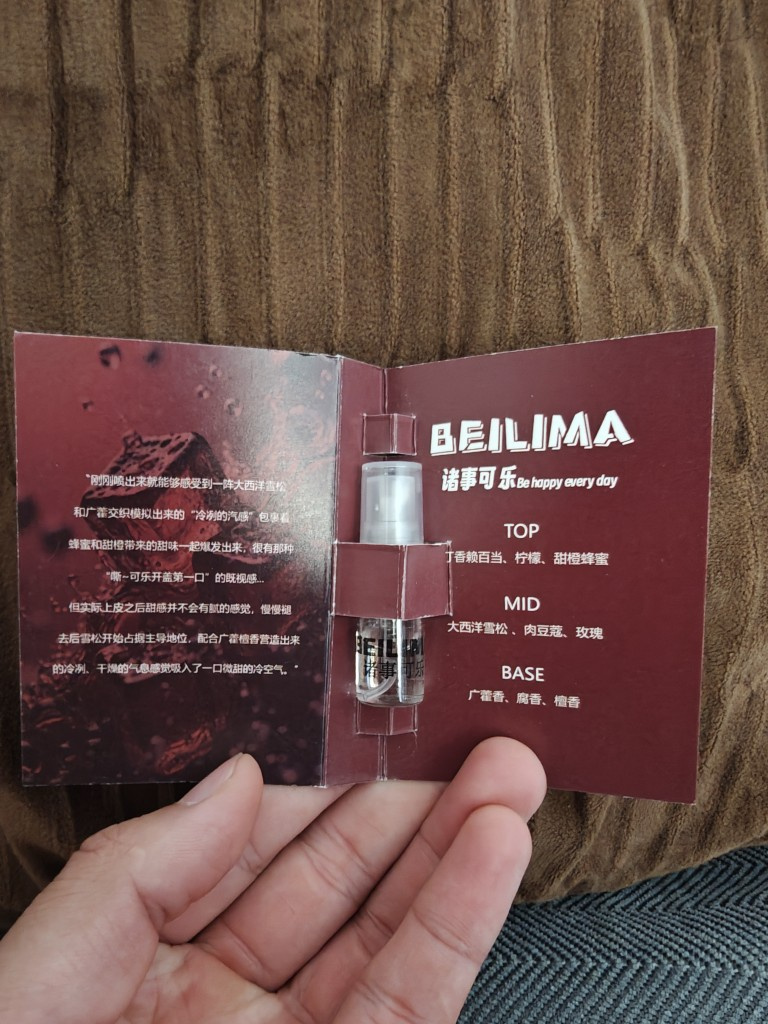 “刚刚喷出来就能够感受到一阵大西洋雪松
和广藿交织模拟出来的“冷冽的汽感”包裹着
蜂蜜和甜橙带来的甜味一起爆发出来，很有那种
“嘶~可乐开盖第一口”的既视感...
但实际上皮之后甜感并不会有腻的感觉，慢慢褪
去后雪松开始占据主导地位，配合广藿檀香营造出来
的冷冽、干燥的气息感觉吸入了一口微甜的冷空气。”
BEILIM
诸事可乐
BEILIMA
诸事可乐 Be happy every day
TOP
丁香赖百当、柠檬、甜橙蜂蜜
MID
大西洋雪松、肉豆蔻、玫瑰
BASE
广藿香、腐香、檀香